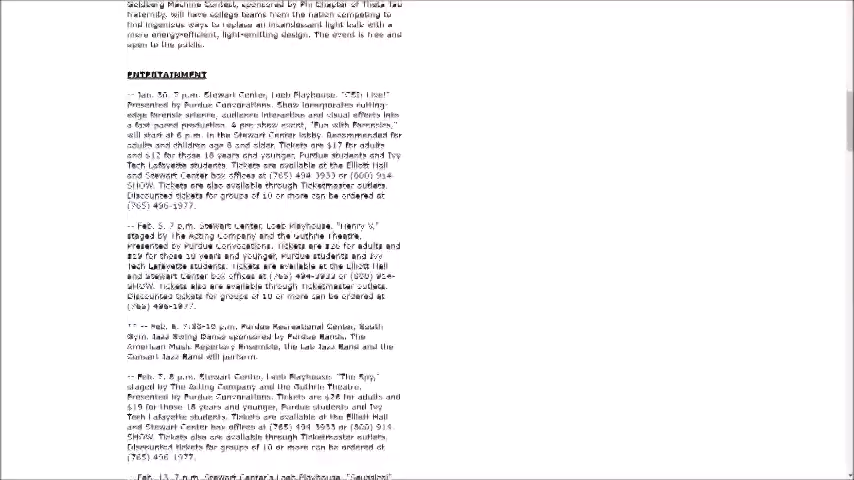 Goldberg Machine Contest, sponsored by Phi Chapter of Theta Tau
fraternity, will have college teams from the nation competing to
find ingenious ways to replace an incandescent light bulb with a
more energy-efficient, light-emitting design. The event is free and
open to the public.
ENTERTAINMENT
-- Jan. 30, 7 p.m. Stewart Center, Loeb Playhouse. "CSI: Live!"
Presented by Purdue Convocations. Show incorporates cutting-
edge forensic science, audience interaction and visual effects into
a fast-paced production. A pre-show event, "Fun with Forensics,"
will start at 6 p.m. in the Stewart Center lobby. Recommended for
adults and children age 8 and older. Tickets are $17 for adults
and $12 for those 18 years and younger, Purdue students and Ivy
Tech Lafayette students. Tickets are available at the Elliott Hall
and Stewart Center box offices at (765) 494-3933 or (800) 914-
SHOW. Tickets are also available through Ticketmaster outlets.
Discounted tickets for groups of 10 or more can be ordered at
(765) 496-1977.
-- Feb. 5, 7 p.m. Stewart Center, Loeb Playhouse. "Henry V,"
staged by The Acting Company and the Guthrie Theatre.
Presented by Purdue Convocations. Tickets are $26 for adults and
$19 for those 18 years and younger, Purdue students and Ivy
Tech Lafayette students. Tickets are available at the Elliott Hall
and Stewart Center box offices at (765) 494-3933 or (800) 914-
SHOW. Tickets also are available through Ticketmaster outlets.
Discounted tickets for groups of 10 or more can be ordered at
(765) 496-1977.
** -- Feb. 6, p.m. Purdue Recreational Center, South
Gym. Jazz Swing Dance sponsored by Purdue Bands. The
American Music Repertory Ensemble, the Lab Jazz Band and the
Concert Jazz Band will perform.
-- Feb. 7, 8 p.m. Stewart Center, Loeb Playhouse. "The Spy,"
staged by The Acting Company and the Guthrie Theatre.
Presented by Purdue Convocations. Tickets are $26 for adults and
$19 for those 18 years and younger, Purdue students and Ivy
Tech Lafayette students. Tickets are available at the Elliott Hall
and Stewart Center box offices at (765) 494-3933 or (800) 914-
SHOW. Tickets also are available through Ticketmaster outlets.
Discounted tickets for groups of 10 or more can be ordered at
(765) 496-1977.
-- Feb. 13, 7 p.m. Stewart Center's Loeb Playhouse.